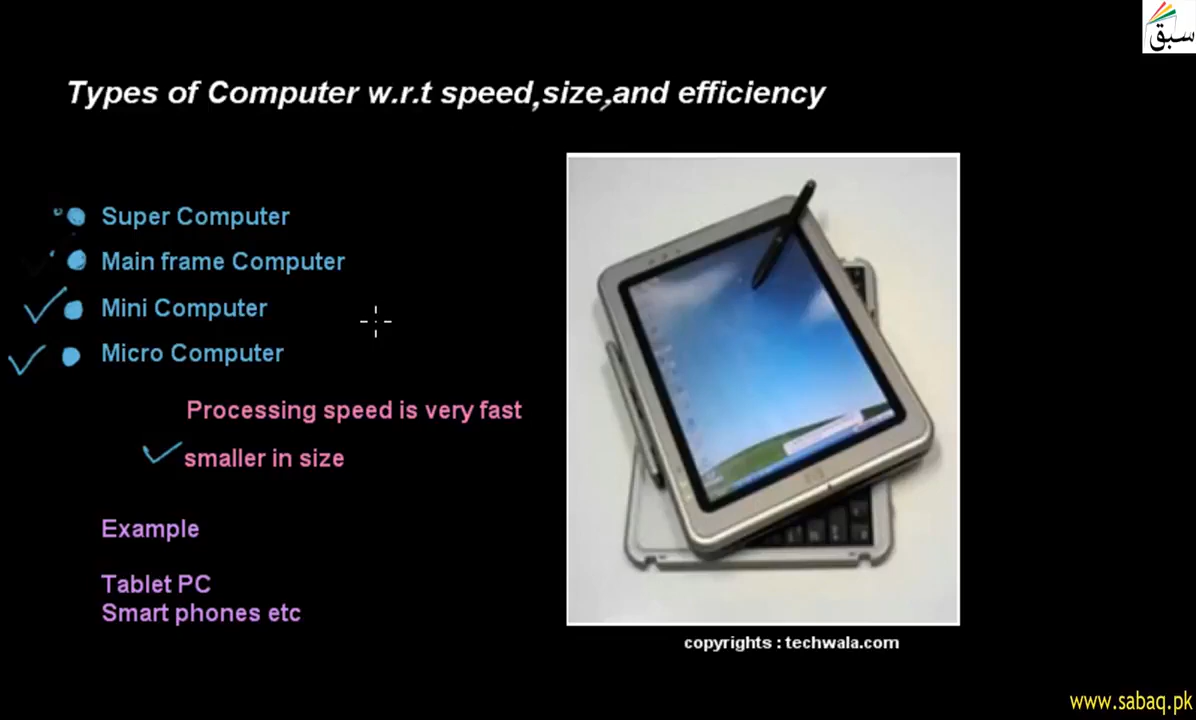 سبق
Types of Computer w.r.t speed,size,and efficiency
Super Computer
Main frame Computer
Mini Computer
Micro Computer
Processing speed is very fast
smaller in size
Example
Tablet PC
Smart phones etc
copyrights : techwala.com
www.sabaq.pk